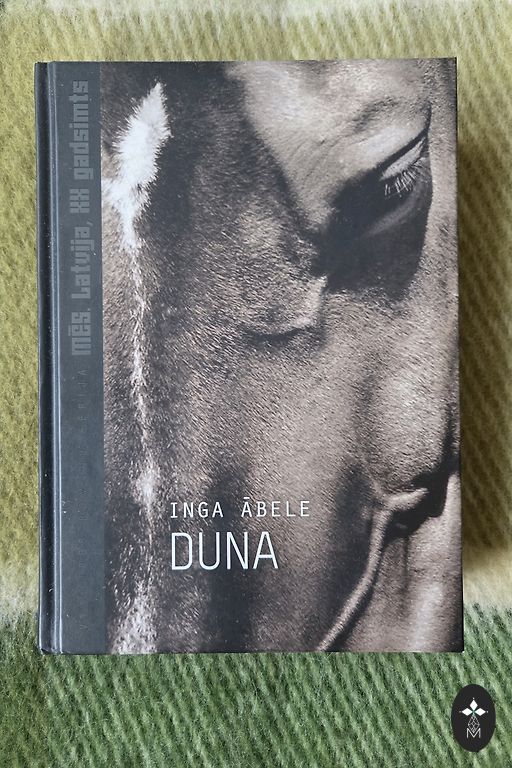 mēs. Latvija, XX gadsimts
INGA ĀBELE
DUNA
M